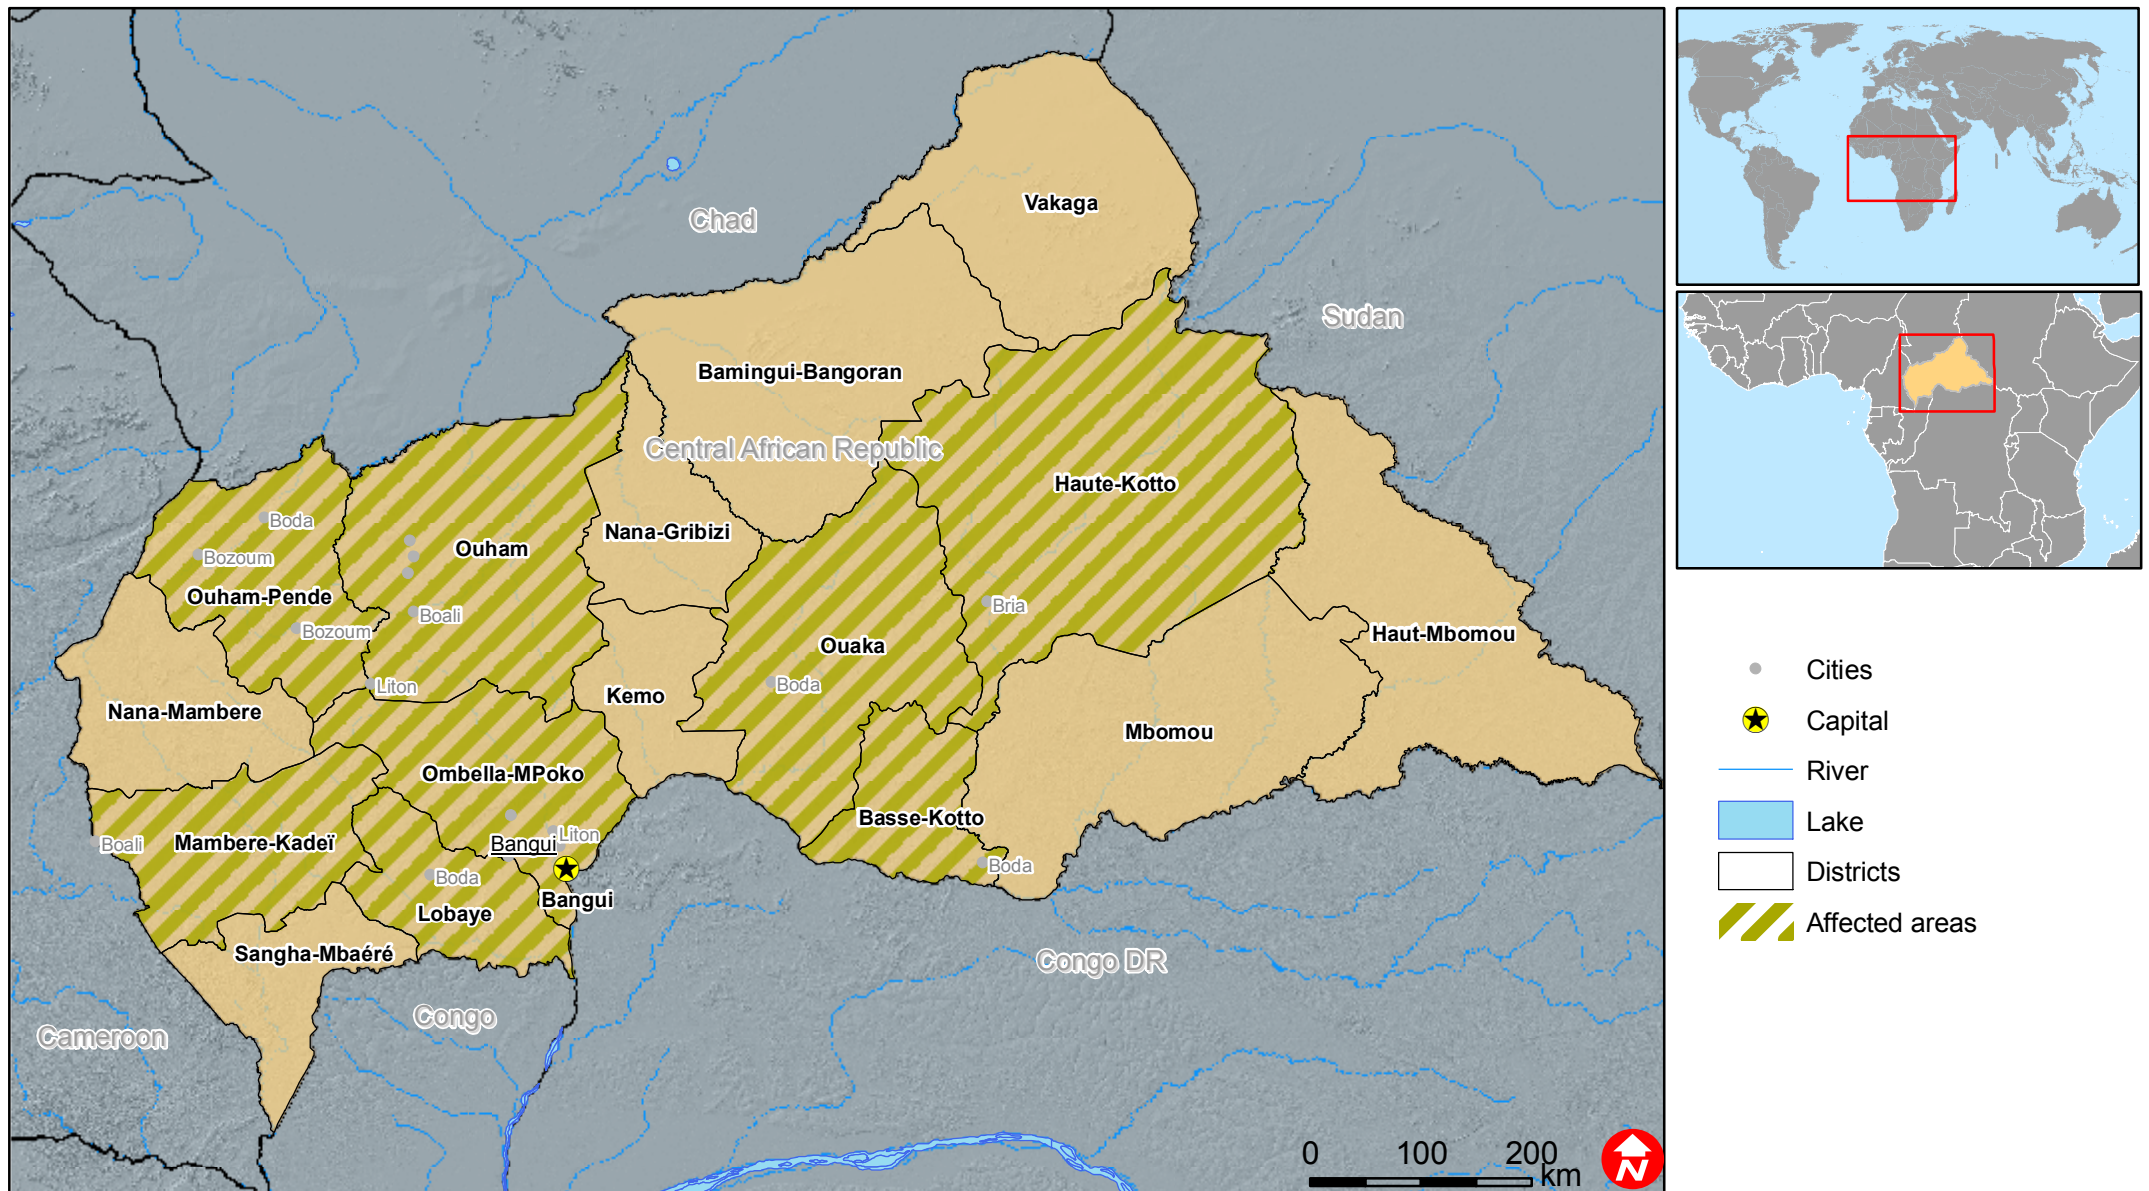 Vakaga
Chad
Sudan
Bamingui-Bangoran
Central African Republic
Haute-Kotto
Boda
Nana-Gribizi
Ouham
Bozoum
Ouham-Pende
Boali
Bria
Bozoum
Haut-Mbomou
Ouaka
Liton
Boda
Kemo
Nana-Mambere
Mbomou
Ombella-MPoko
Basse-Kotto
Liton
Mambere-Kadeï
Boali
Bangui
Boda
Boda
Bangui
Lobaye
Sangha-Mbaéré
Congo DR
Congo
Cameroon
0 100 200
km
N
Cities
Capital
River
Lake
Districts
Affected areas